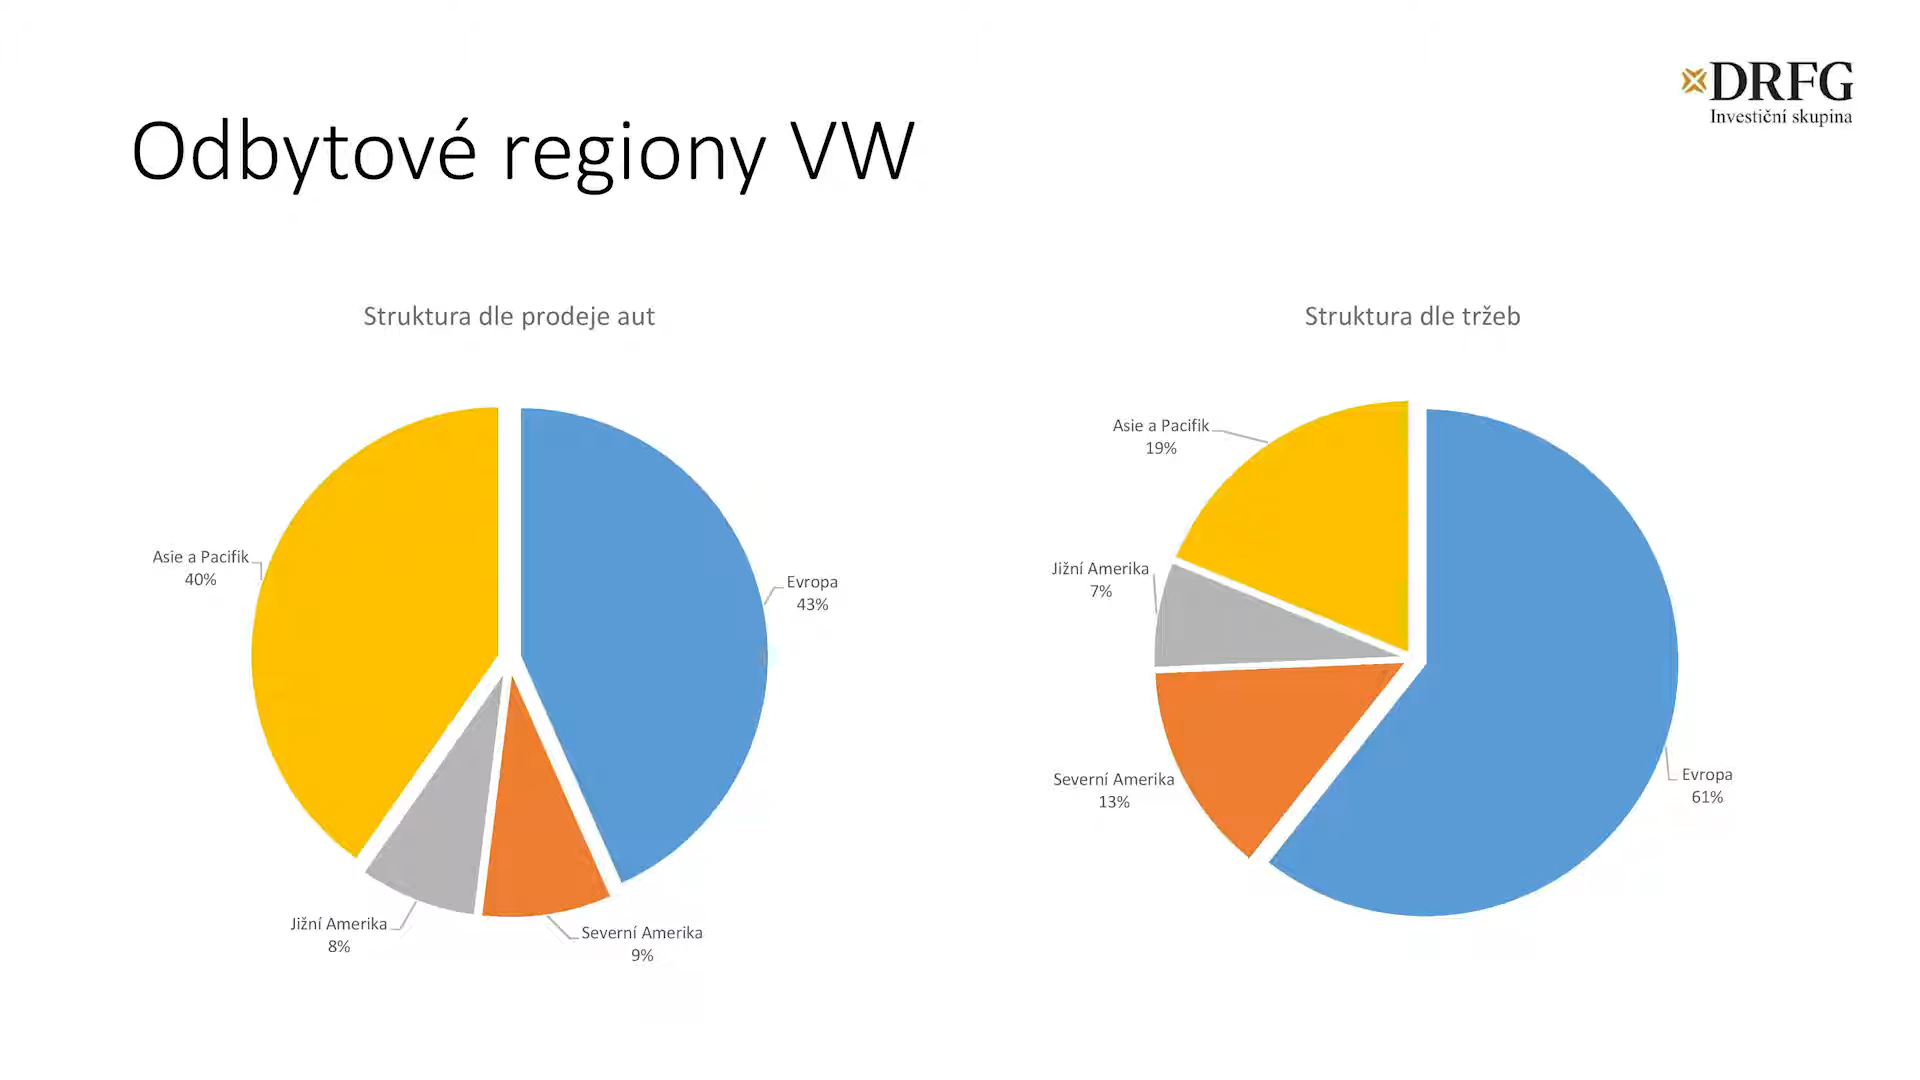 DRFG
Investiční skupina
Odbytové regiony VW
Struktura dle prodeje aut
Asie a Pacifik
40%
Evropa
43%
Jižní Amerika
8%
Severní Amerika
9%
Struktura dle tržeb
Asie a Pacifik
19%
Jižní Amerika
7%
Severní Amerika
13%
Evropa
61%